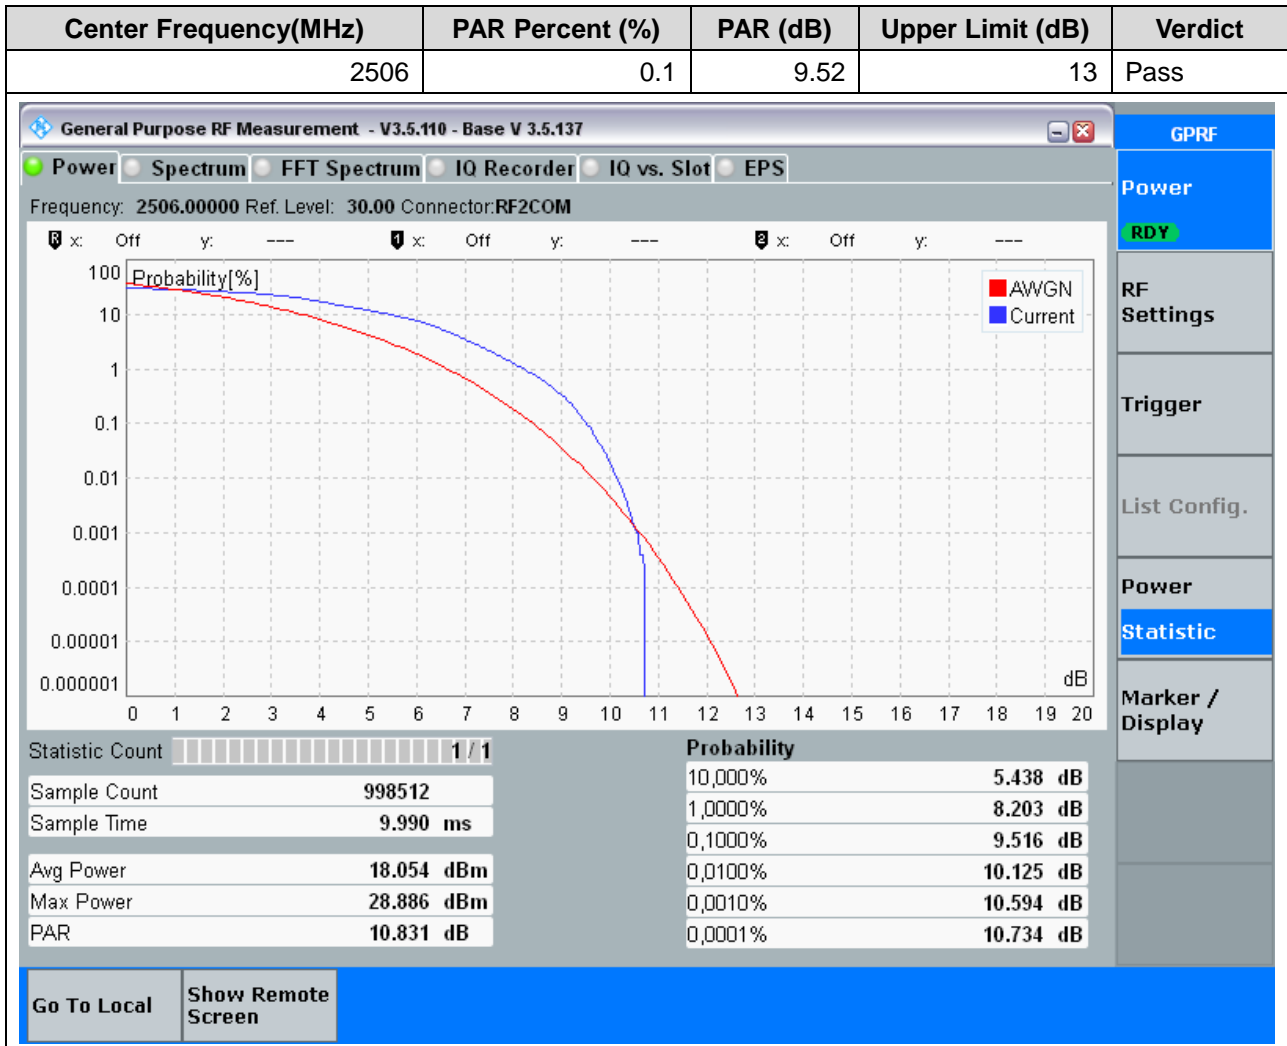 Center Frequency(MHz) PAR Percent (%) PAR (dB) Upper Limit (dB) Verdict
2506 0.1 9.52 13 Pass
General Purpose RF Measurement - V3.5.110 - Base V 3.5.137
GPRF
Power Spectrum FFT Spectrum IQ Recorder IQ vs. Slot EPS
Frequency: 2506.00000 Ref. Level: 30.00 Connector:RF2COM
R x: Off y: --- 1 x: Off y: --- 2 x: Off y: ---
Probability[%]
AWGN
Current
100
10
1
0.1
0.01
0.001
0.0001
0.00001
0.000001
dB
0 1 2 3 4 5 6 7 8 9 10 11 12 13 14 15 16 17 18 19 20
Statistic Count 1 / 1
Sample Count 998512
Sample Time 9.990 ms
Avg Power 18.054 dBm
Max Power 28.886 dBm
PAR 10.831 dB
Probability
10,000% 5.438 dB
1,0000% 8.203 dB
0,1000% 9.516 dB
0,0100% 10.125 dB
0,0010% 10.594 dB
0,0001% 10.734 dB
Power
RDY
RF
Settings
Trigger
List Config.
Power
Statistic
Marker /
Display
Go To Local
Show Remote
Screen